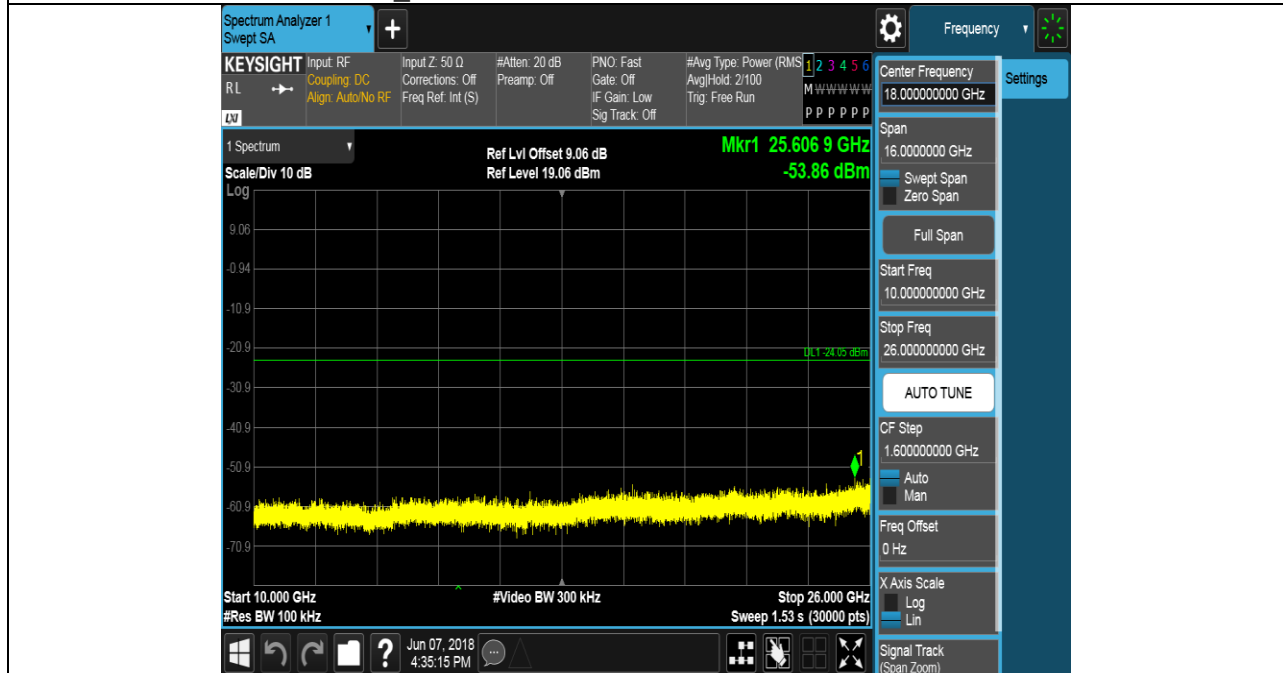 Spectrum Analyzer 1
Swept SA
+
Frequency
KEYSIGHT
RL
LXI
Input: RF
Coupling: DC
Align: Auto/No RF
Input Z: 50 Ω
Corrections: Off
Freq Ref: Int (S)
#Atten: 20 dB
Preamp: Off
PNO: Fast
Gate: Off
IF Gain: Low
Sig Track: Off
#Avg Type: Power (RMS
Avg|Hold: 2/100
Trig: Free Run
1 2 3 4 5 6
M W W W W W
P P P P P P
1 Spectrum
Scale/Div 10 dB
Log
Ref Lvl Offset 9.06 dB
Ref Level 19.06 dBm
Mkr1 25.606 9 GHz
-53.86 dBm
9.06
-0.94
-10.9
-20.9
DL1 -24.05 dBm
-30.9
-40.9
-50.9
1
-60.9
-70.9
Start 10.000 GHz
#Res BW 100 kHz
#Video BW 300 kHz
Stop 26.000 GHz
Sweep 1.53 s (30000 pts)
?
Jun 07, 2018
4:35:15 PM
Center Frequency
18.000000000 GHz
Settings
Span
16.0000000 GHz
Swept Span
Zero Span
Full Span
Start Freq
10.000000000 GHz
Stop Freq
26.000000000 GHz
AUTO TUNE
CF Step
1.600000000 GHz
Auto
Man
Freq Offset
0 Hz
X Axis Scale
Log
Lin
Signal Track
(Span Zoom)